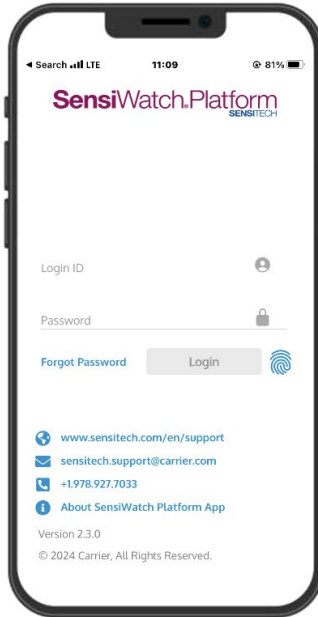 ◄ Search LTE 11:09 81%
SensiWatch® Platform
SENSITECH
Login ID
Password
Forgot Password Login
www.sensitech.com/en/support
sensitech.support@carrier.com
+1.978.927.7033
About SensiWatch Platform App
Version 2.3.0
© 2024 Carrier, All Rights Reserved.